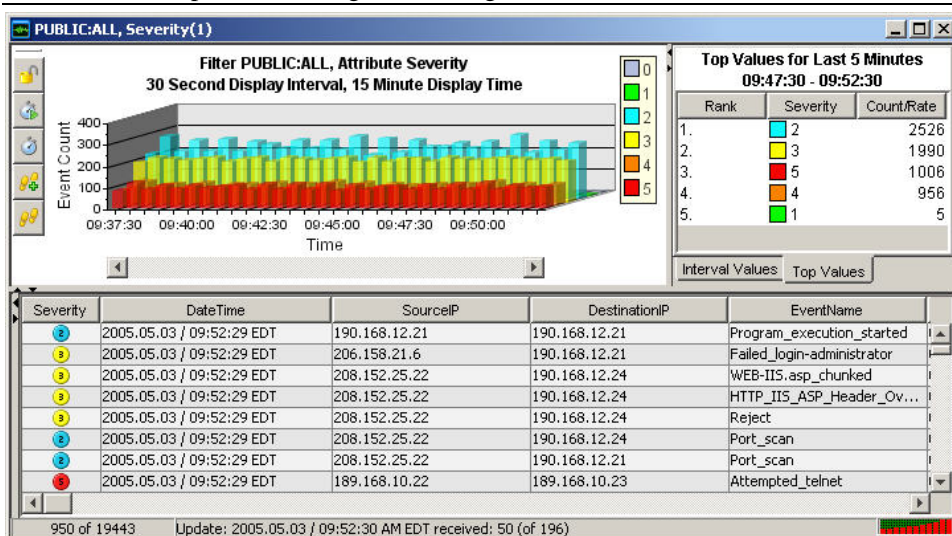 PUBLIC:ALL, Severity(1)
Filter PUBLIC:ALL, Attribute Severity
30 Second Display Interval, 15 Minute Display Time
Event Count
400
300
200
100
0
09:37:30 09:40:00 09:42:30 09:45:00 09:47:30 09:50:00
Time
0
1
2
3
4
5
Top Values for Last 5 Minutes
09:47:30 - 09:52:30
Rank Severity Count/Rate
1. 2 2526
2. 3 1990
3. 5 1006
4. 4 956
5. 1 5
Interval Values Top Values
Severity DateTime SourceIP DestinationIP EventName
2 2005.05.03 / 09:52:29 EDT 190.168.12.21 190.168.12.21 Program_execution_started
3 2005.05.03 / 09:52:29 EDT 206.158.21.6 190.168.12.21 Failed_login-administrator
3 2005.05.03 / 09:52:29 EDT 208.152.25.22 190.168.12.24 WEB-IIS.asp_chunked
3 2005.05.03 / 09:52:29 EDT 208.152.25.22 190.168.12.24 HTTP_IIS_ASP_Header_Ov...
3 2005.05.03 / 09:52:29 EDT 208.152.25.22 190.168.12.24 Reject
2 2005.05.03 / 09:52:29 EDT 208.152.25.22 190.168.12.24 Port_scan
2 2005.05.03 / 09:52:29 EDT 208.152.25.22 190.168.12.21 Port_scan
5 2005.05.03 / 09:52:29 EDT 189.168.10.22 189.168.10.23 Attempted_telnet
950 of 19443 Update: 2005.05.03 / 09:52:30 AM EDT received: 50 (of 196)